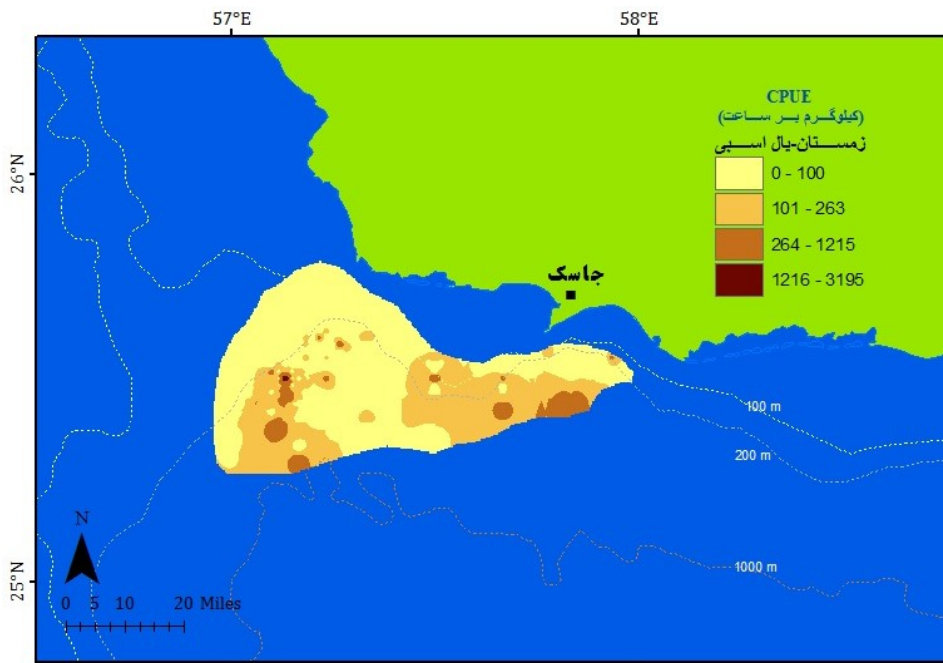 57°E
58°E
26°N
25°N
CPUE
(کیلوگرم بر ساعت)
زمستان-یال اسبی
0 - 100
101 - 263
264 - 1215
1216 - 3195
جاسک
100 m
200 m
1000 m
N
0 5 10 20 Miles